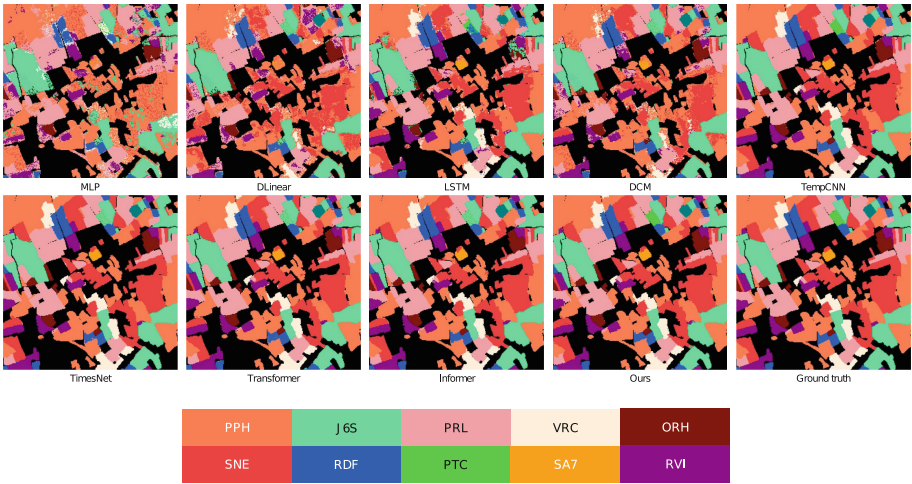 MLP DLinear LSTM DCM TempCNN
TimesNet Transformer Informer Ours Ground truth
PPH J6S PRL VRC ORH
SNE RDF PTC SA7 RVI